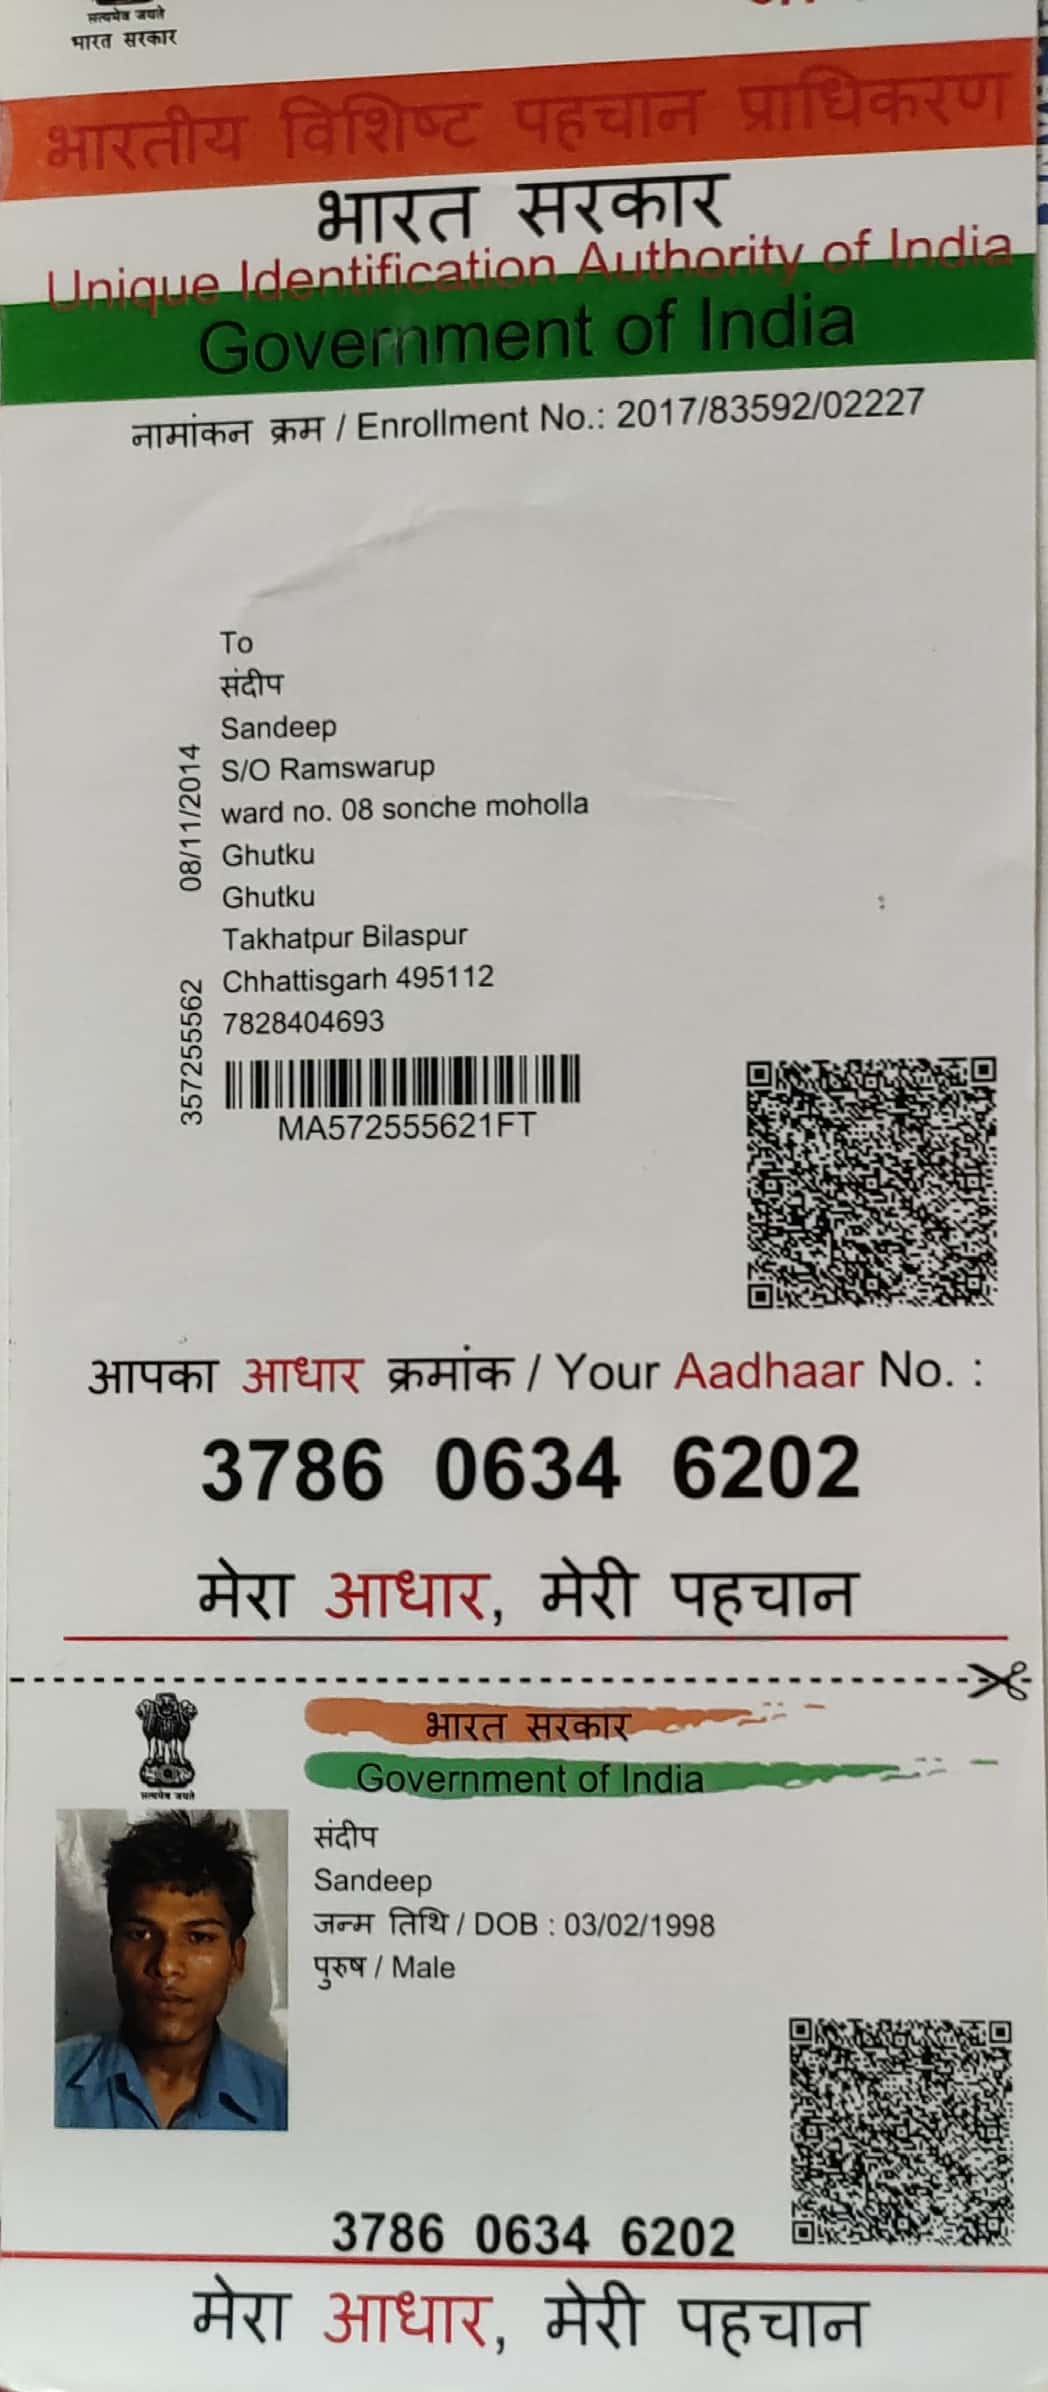 सत्यमेव जयते
भारत सरकार
भारतीय विशिष्ट पहचान प्राधिकरण
भारत सरकार
Unique Identification Authority of India
Government of India
नामांकन क्रम / Enrollment No.: 2017/83592/02227
To
संदीप
Sandeep
S/O Ramswarup
ward no. 08 sonche moholla
Ghutku
Ghutku
Takhatpur Bilaspur
Chhattisgarh 495112
7828404693
08/11/2014
357255562
MA572555621FT
आपका आधार क्रमांक / Your Aadhaar No. :
3786 0634 6202
मेरा आधार, मेरी पहचान
सत्यमेव जयते
भारत सरकार
Government of India
संदीप
Sandeep
जन्म तिथि / DOB : 03/02/1998
पुरुष / Male
3786 0634 6202
मेरा आधार, मेरी पहचान